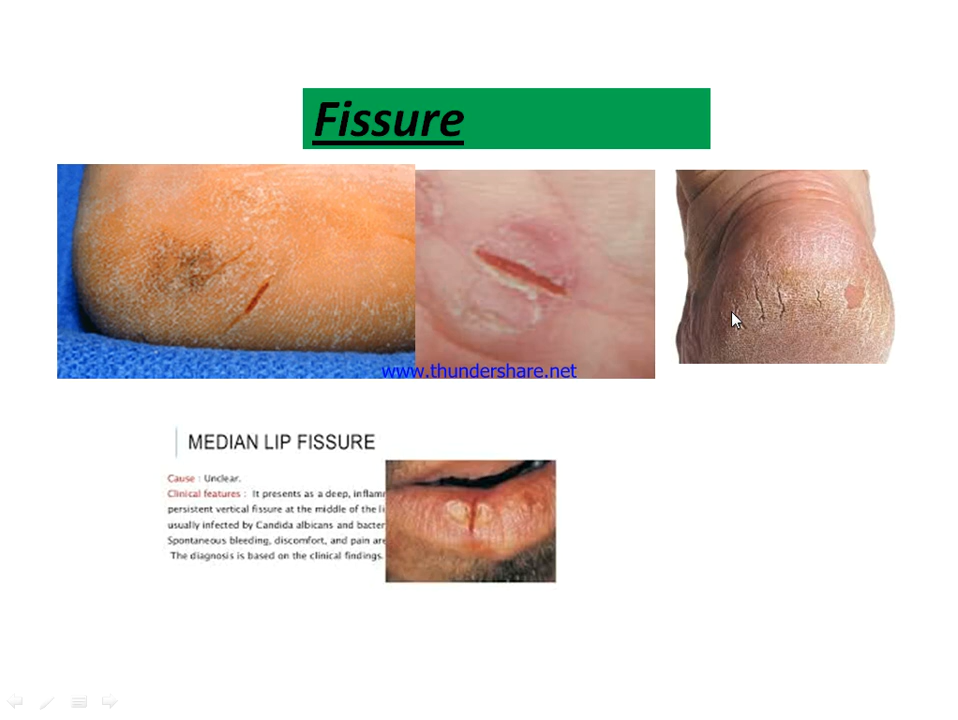 Fissure
www.thundershare.net
MEDIAN LIP FISSURE
Cause : Unclear.
Clinical features : It presents as a deep, inflam
persistent vertical fissure at the middle of the li
usually infected by Candida albicans and bacter
Spontaneous bleeding, discomfort, and pain are
The diagnosis is based on the clinical findings.